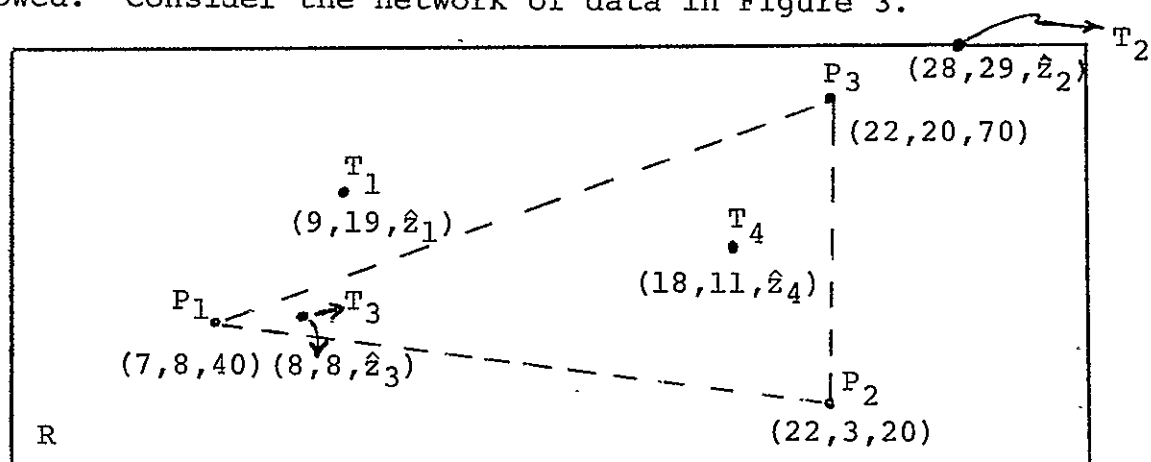 owed. Consider the network of data in Figure 3.
T2
(28,29,ẑ2)
P3
(22,20,70)
T1
(9,19,ẑ1)
T4
(18,11,ẑ4)
P1
T3
(7,8,40) (8,8,ẑ3)
P2
(22,3,20)
R